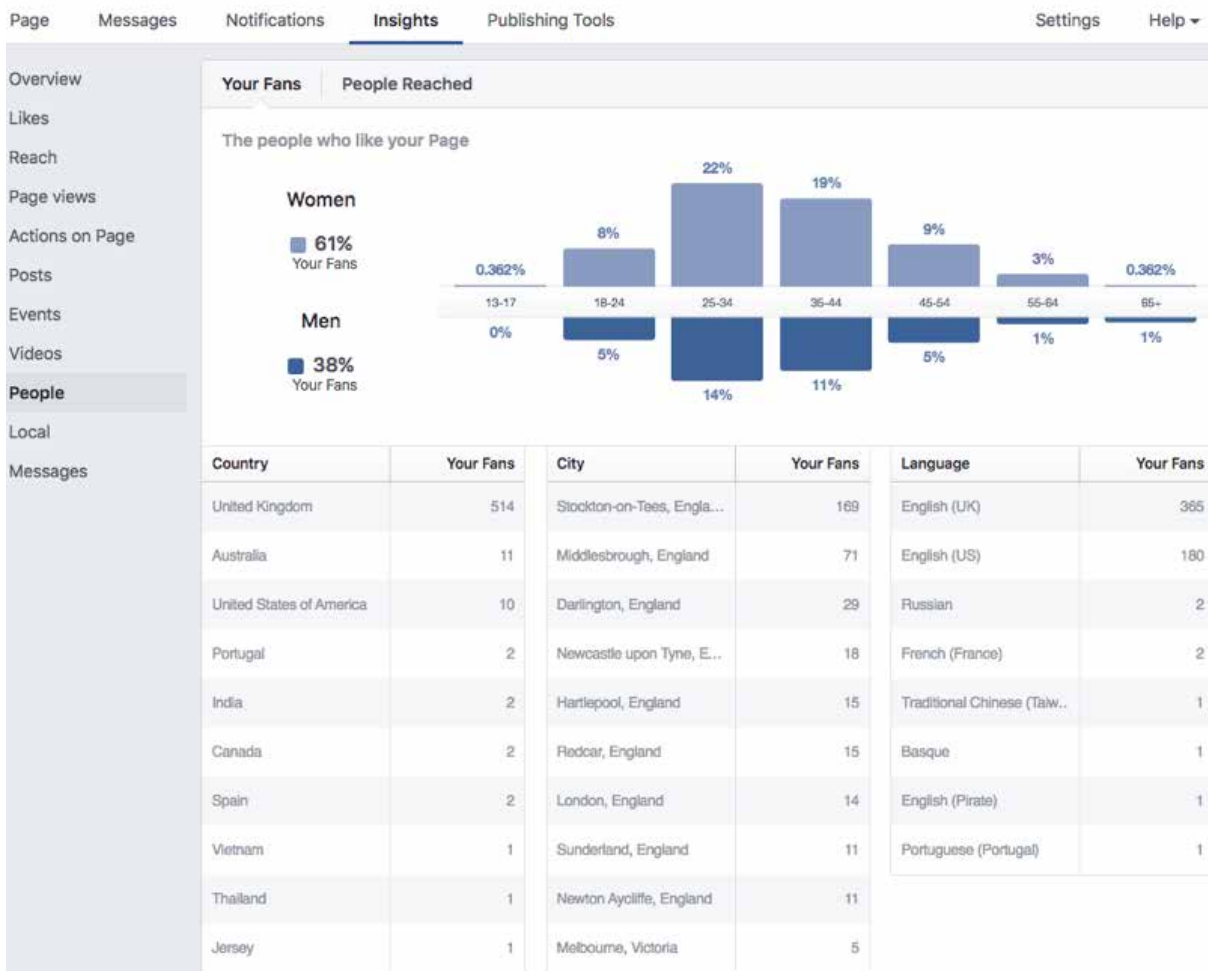 Page Messages Notifications Insights Publishing Tools Settings Help
Overview
Likes
Reach
Page views
Actions on Page
Posts
Events
Videos
People
Local
Messages
Your Fans People Reached
The people who like your Page
Women
61%
Your Fans
Men
38%
Your Fans
0.362% 8% 22% 19% 9% 3% 0.362%
13-17 18-24 25-34 35-44 45-54 55-64 65+
0% 5% 14% 11% 5% 1% 1%
Country Your Fans City Your Fans Language Your Fans
United Kingdom 514 Stockton-on-Tees, Engla... 169 English (UK) 365
Australia 11 Middlesbrough, England 71 English (US) 180
United States of America 10 Darlington, England 29 Russian 2
Portugal 2 Newcastle upon Tyne, E... 18 French (France) 2
India 2 Hartlepool, England 15 Traditional Chinese (Taiw.. 1
Canada 2 Redcar, England 15 Basque 1
Spain 2 London, England 14 English (Pirate) 1
Vietnam 1 Sunderland, England 11 Portuguese (Portugal) 1
Thailand 1 Newton Aycliffe, England 11
Jersey 1 Melbourne, Victoria 5